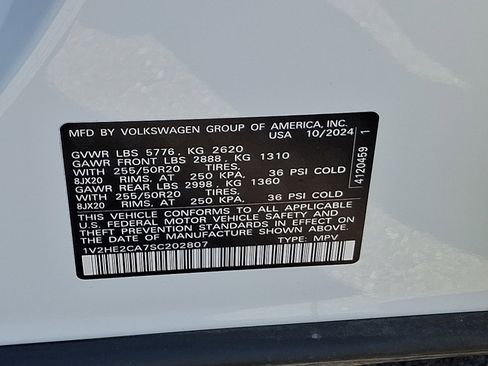 MFD BY VOLKSWAGEN GROUP OF AMERICA, INC.
USA 10/2024
GVWR LBS 5776, KG 2620
GAWR FRONT LBS 2888, KG 1310
WITH 255/50R20
8JX20 RIMS, AT 250 KPA, 36 PSI COLD
GAWR REAR LBS 2998, KG 1360
WITH 255/50R20
8JX20 RIMS, AT 250 KPA, 36 PSI COLD
THIS VEHICLE CONFORMS TO ALL APPLICABLE
U.S. FEDERAL MOTOR VEHICLE SAFETY AND
THEFT PREVENTION STANDARDS IN EFFECT ON
THE DATE OF MANUFACTURE SHOWN ABOVE.
1V2HE2CA7SC202807 TYPE: MPV
4120459 1